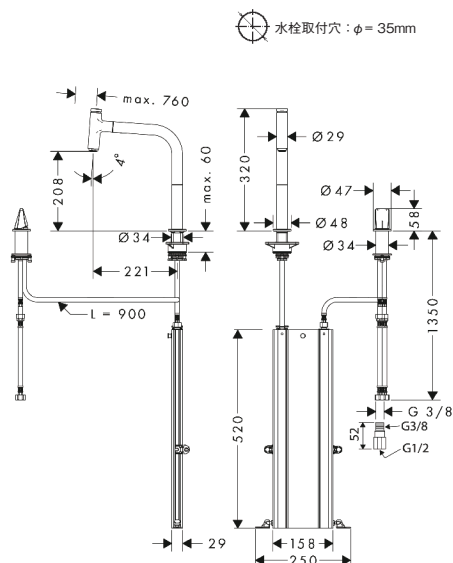 水栓取付穴：φ= 35mm
max. 760
320
Ø29
208
4°
max. 60
Ø47
58
Ø34
Ø48
Ø34
221
L = 900
1350
520
G 3/8
52
G3/8
G1/2
29
158
250